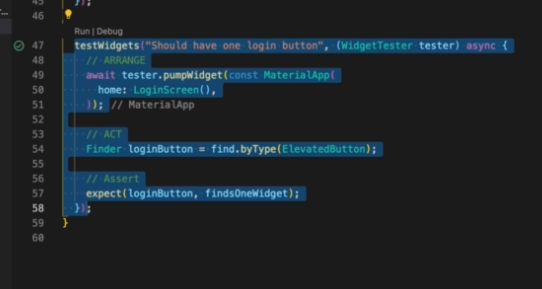 46
Run | Debug
47 testWidgets("Should have one login button", (WidgetTester tester) async {
48 // ARRANGE
49 await tester.pumpWidget(const MaterialApp(
50 home: LoginScreen(),
51 )); // MaterialApp
52
53 // ACT
54 Finder loginButton = find.byType(ElevatedButton);
55
56 // Assert
57 expect(loginButton, findsOneWidget);
58 });
59 }
60